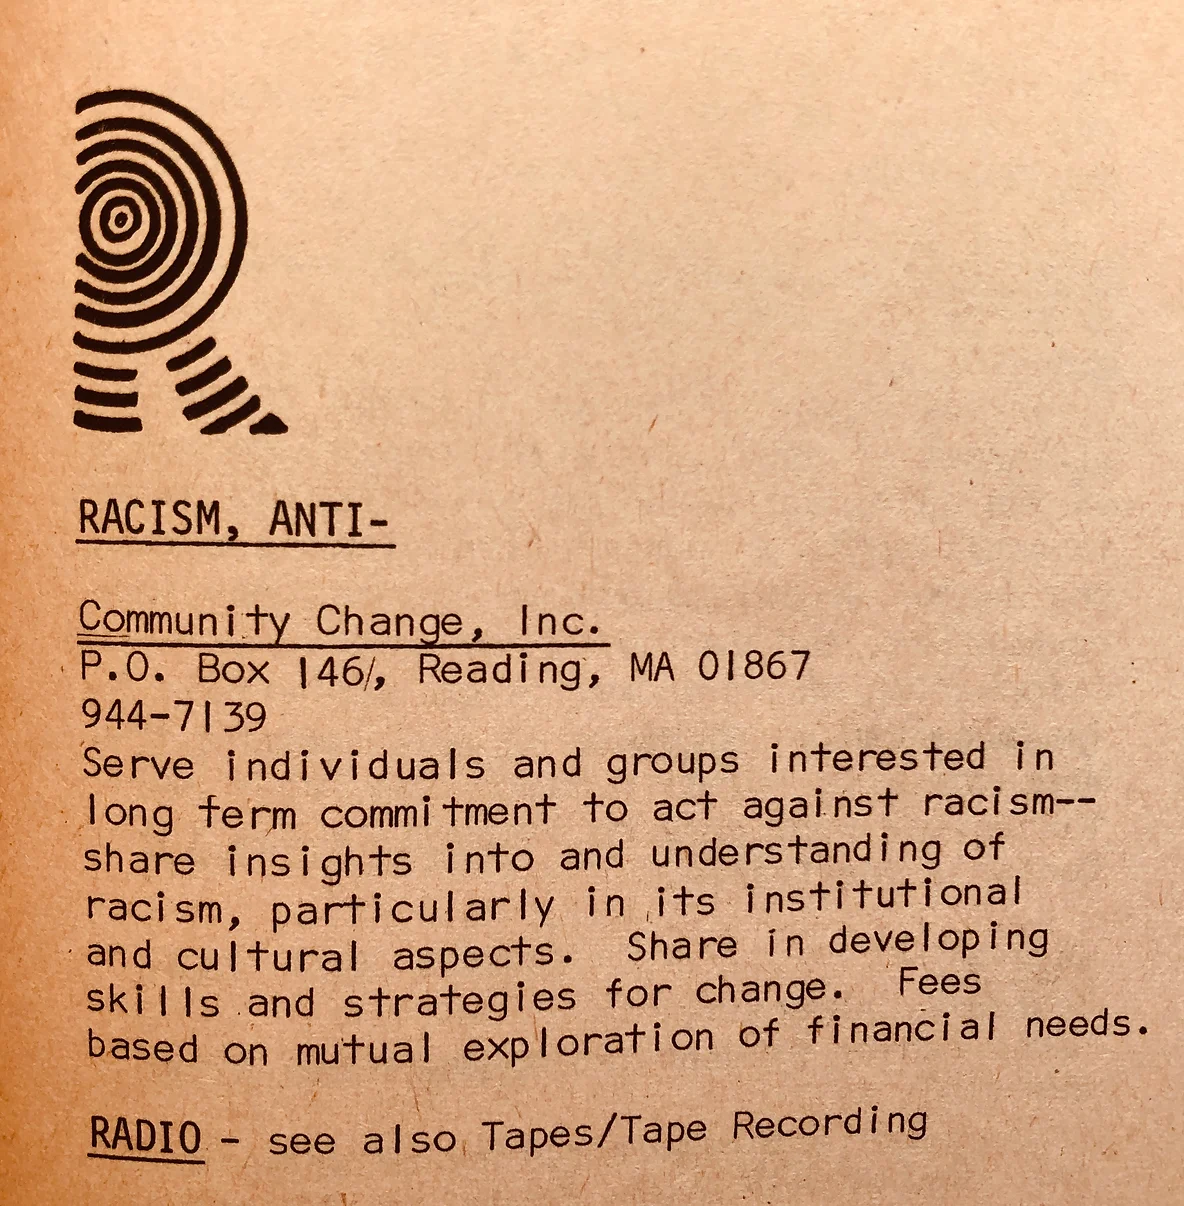 R
RACISM, ANTI-
Community Change, Inc.
P.O. Box 146/, Reading, MA 01867
944-7139
Serve individuals and groups interested in
long term commitment to act against racism--
share insights into and understanding of
racism, particularly in its institutional
and cultural aspects.  Share in developing
skills and strategies for change.  Fees
based on mutual exploration of financial needs.
RADIO - see also Tapes/Tape Recording